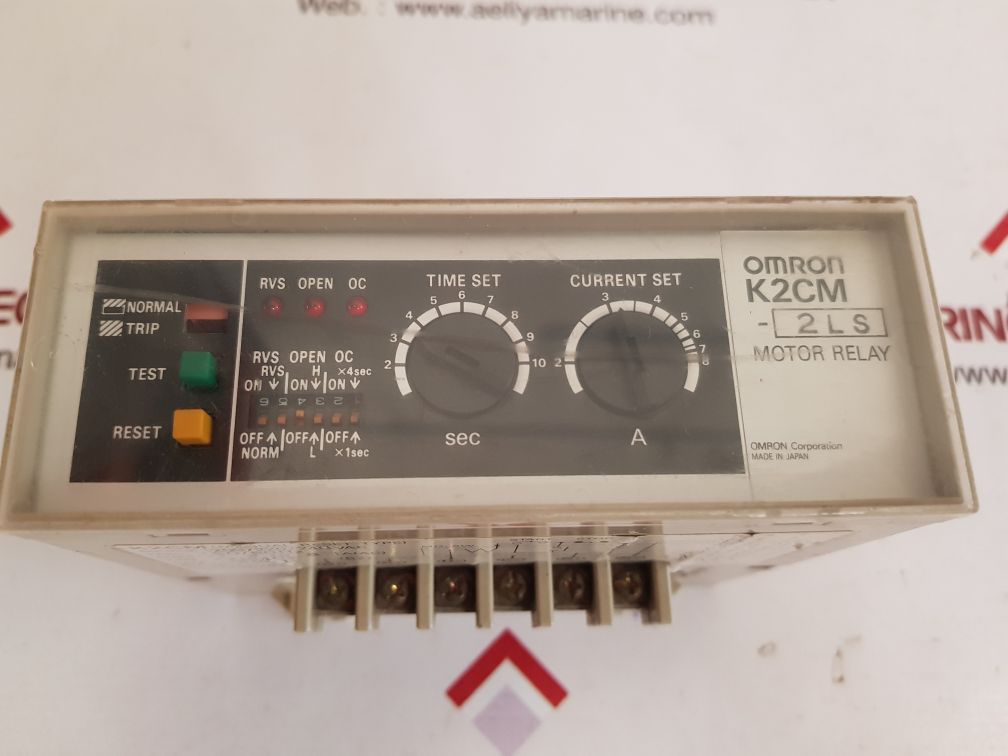 Web. : www.aeliyamarine.com
RVS OPEN OC
TIME SET
CURRENT SET
OMRON
K2CM
- 2LS
MOTOR RELAY
NORMAL
TRIP
TEST
RESET
RVS OPEN OC
RVS H ×4sec
ON ↓ ON ↓ ON ↓
6 5 4 3 2 1
OFF ↑ OFF ↑ OFF ↑
NORM L ×1sec
2 3 4 5 6 7 8 9 10
sec
2 3 4 5 6 7 8
A
OMRON Corporation
MADE IN JAPAN